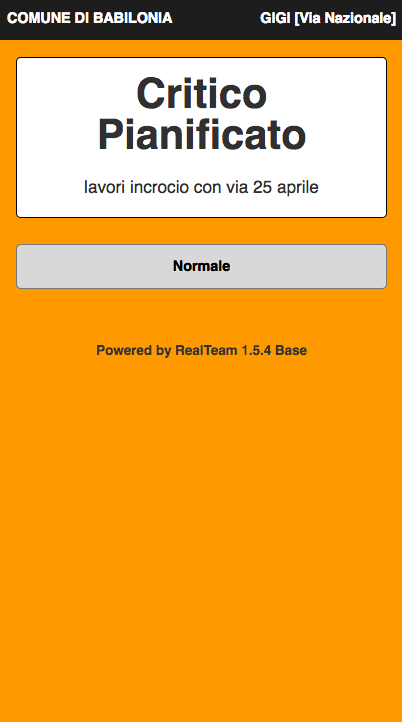 COMUNE DI BABILONIA GIGI [Via Nazionale]
Critico
Pianificato
lavori incrocio con via 25 aprile
Normale
Powered by RealTeam 1.5.4 Base